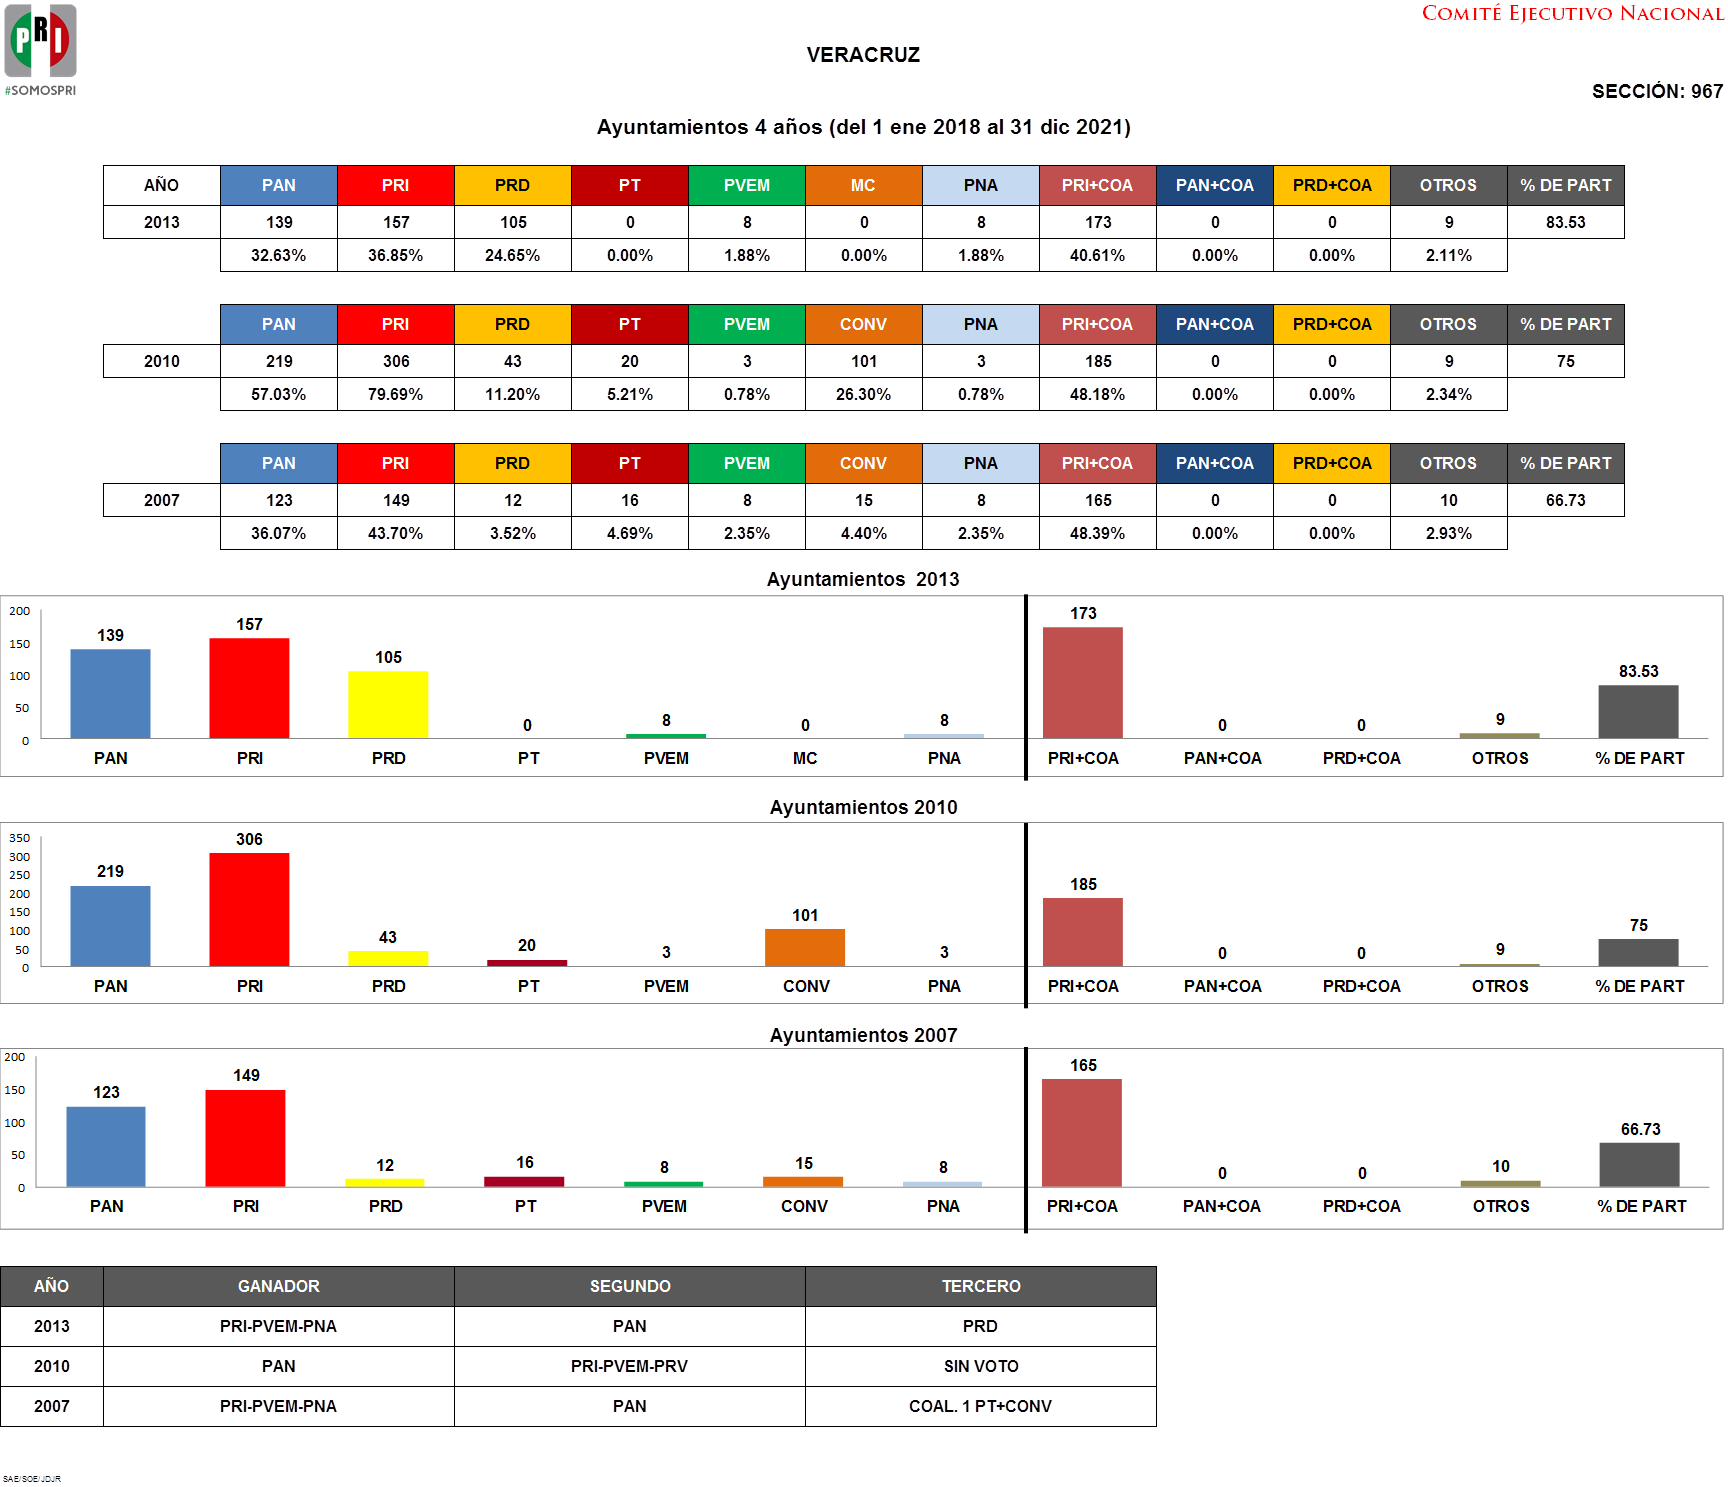 PRI
#SOMOSPRI
COMITÉ EJECUTIVO NACIONAL
VERACRUZ
SECCIÓN: 967
Ayuntamientos 4 años (del 1 ene 2018 al 31 dic 2021)
AÑO PAN PRI PRD PT PVEM MC PNA PRI+COA PAN+COA PRD+COA OTROS % DE PART
2013 139 157 105 0 8 0 8 173 0 0 9 83.53
32.63% 36.85% 24.65% 0.00% 1.88% 0.00% 1.88% 40.61% 0.00% 0.00% 2.11%
PAN PRI PRD PT PVEM CONV PNA PRI+COA PAN+COA PRD+COA OTROS % DE PART
2010 219 306 43 20 3 101 3 185 0 0 9 75
57.03% 79.69% 11.20% 5.21% 0.78% 26.30% 0.78% 48.18% 0.00% 0.00% 2.34%
PAN PRI PRD PT PVEM CONV PNA PRI+COA PAN+COA PRD+COA OTROS % DE PART
2007 123 149 12 16 8 15 8 165 0 0 10 66.73
36.07% 43.70% 3.52% 4.69% 2.35% 4.40% 2.35% 48.39% 0.00% 0.00% 2.93%
Ayuntamientos 2013
200
150
100
50
0
139 157 105 0 8 0 8 173 0 0 9 83.53
PAN PRI PRD PT PVEM MC PNA PRI+COA PAN+COA PRD+COA OTROS % DE PART
Ayuntamientos 2010
350
300
250
200
150
100
50
0
219 306 43 20 3 101 3 185 0 0 9 75
PAN PRI PRD PT PVEM CONV PNA PRI+COA PAN+COA PRD+COA OTROS % DE PART
Ayuntamientos 2007
200
150
100
50
0
123 149 12 16 8 15 8 165 0 0 10 66.73
PAN PRI PRD PT PVEM CONV PNA PRI+COA PAN+COA PRD+COA OTROS % DE PART
AÑO GANADOR SEGUNDO TERCERO
2013 PRI-PVEM-PNA PAN PRD
2010 PAN PRI-PVEM-PRV SIN VOTO
2007 PRI-PVEM-PNA PAN COAL. 1 PT+CONV
SAE/SOE/JDJR